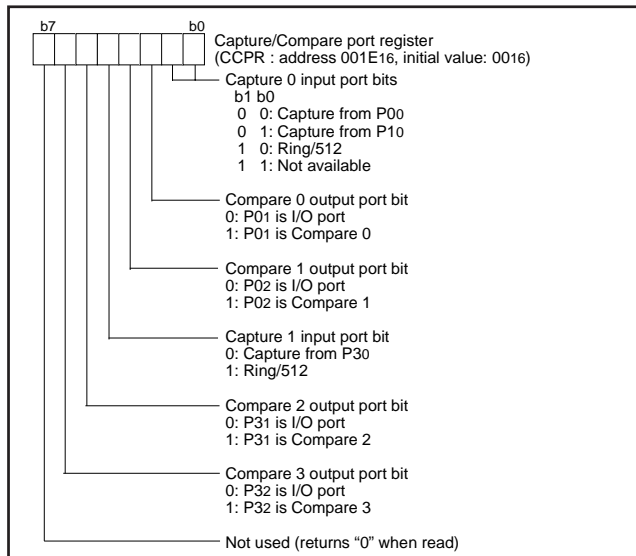 b7 b0
Capture/Compare port register
(CCPR : address 001E16, initial value: 0016)
Capture 0 input port bits
b1 b0
0 0: Capture from P00
0 1: Capture from P10
1 0: Ring/512
1 1: Not available
Compare 0 output port bit
0: P01 is I/O port
1: P01 is Compare 0
Compare 1 output port bit
0: P02 is I/O port
1: P02 is Compare 1
Capture 1 input port bit
0: Capture from P30
1: Ring/512
Compare 2 output port bit
0: P31 is I/O port
1: P31 is Compare 2
Compare 3 output port bit
0: P32 is I/O port
1: P32 is Compare 3
Not used (returns “0” when read)